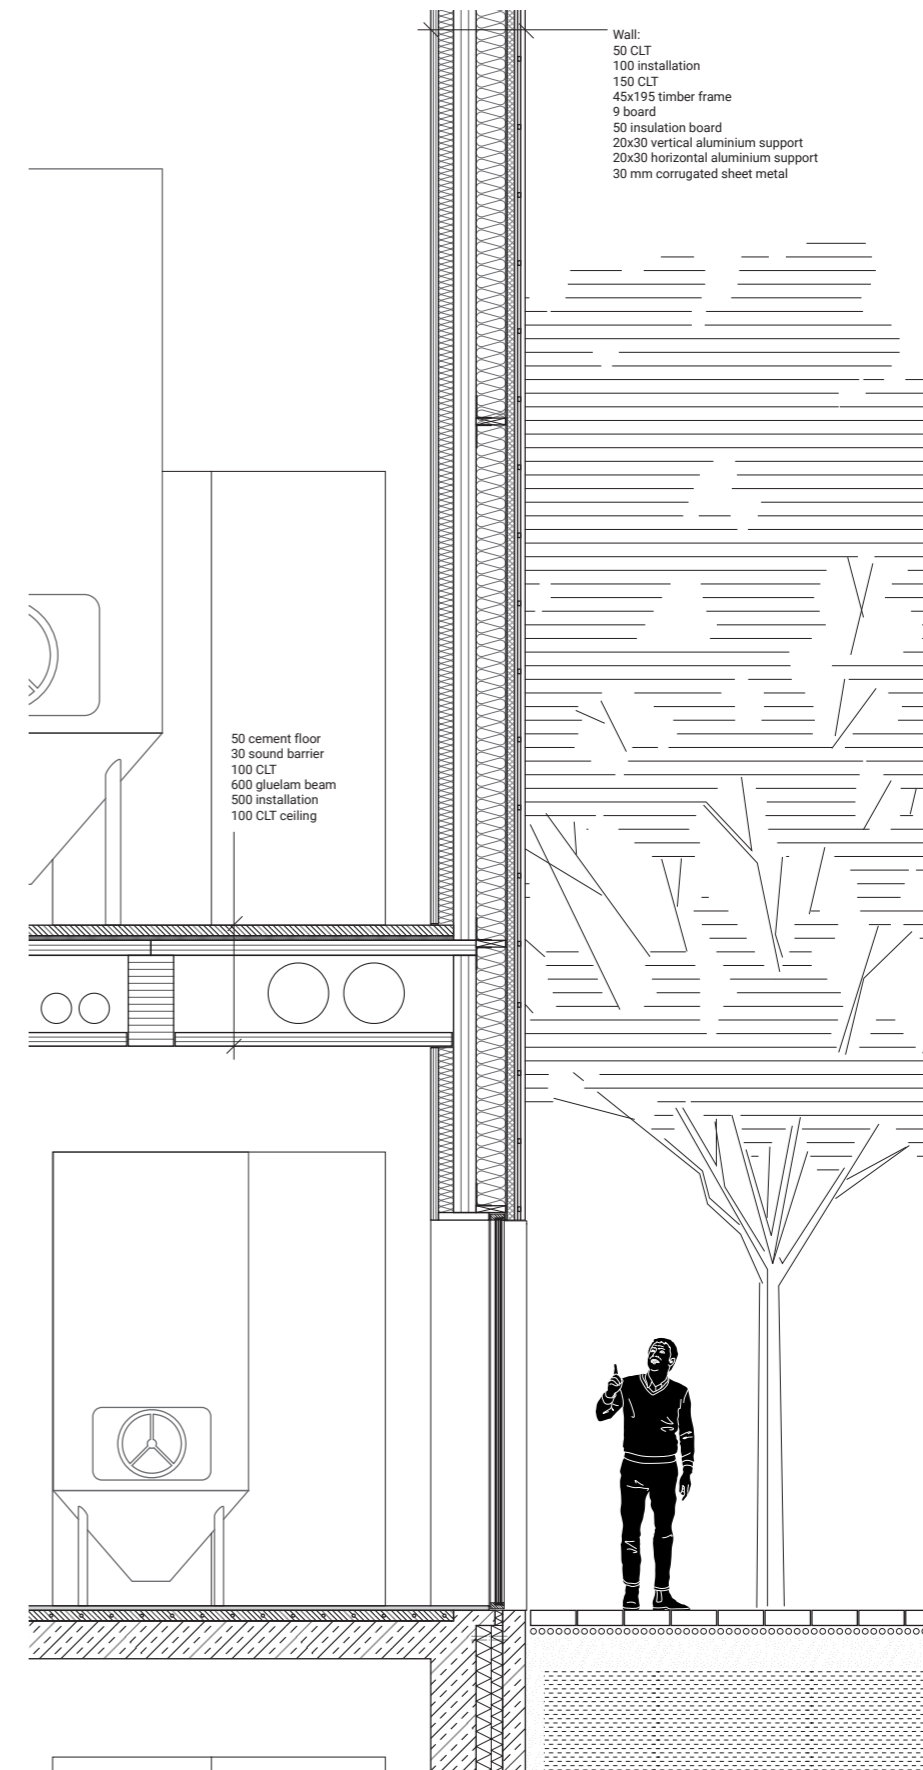 Wall:
50 CLT
100 installation
150 CLT
45x195 timber frame
9 board
50 insulation board
20x30 vertical aluminium support
20x30 horizontal aluminium support
30 mm corrugated sheet metal
50 cement floor
30 sound barrier
100 CLT
600 gluelam beam
500 installation
100 CLT ceiling